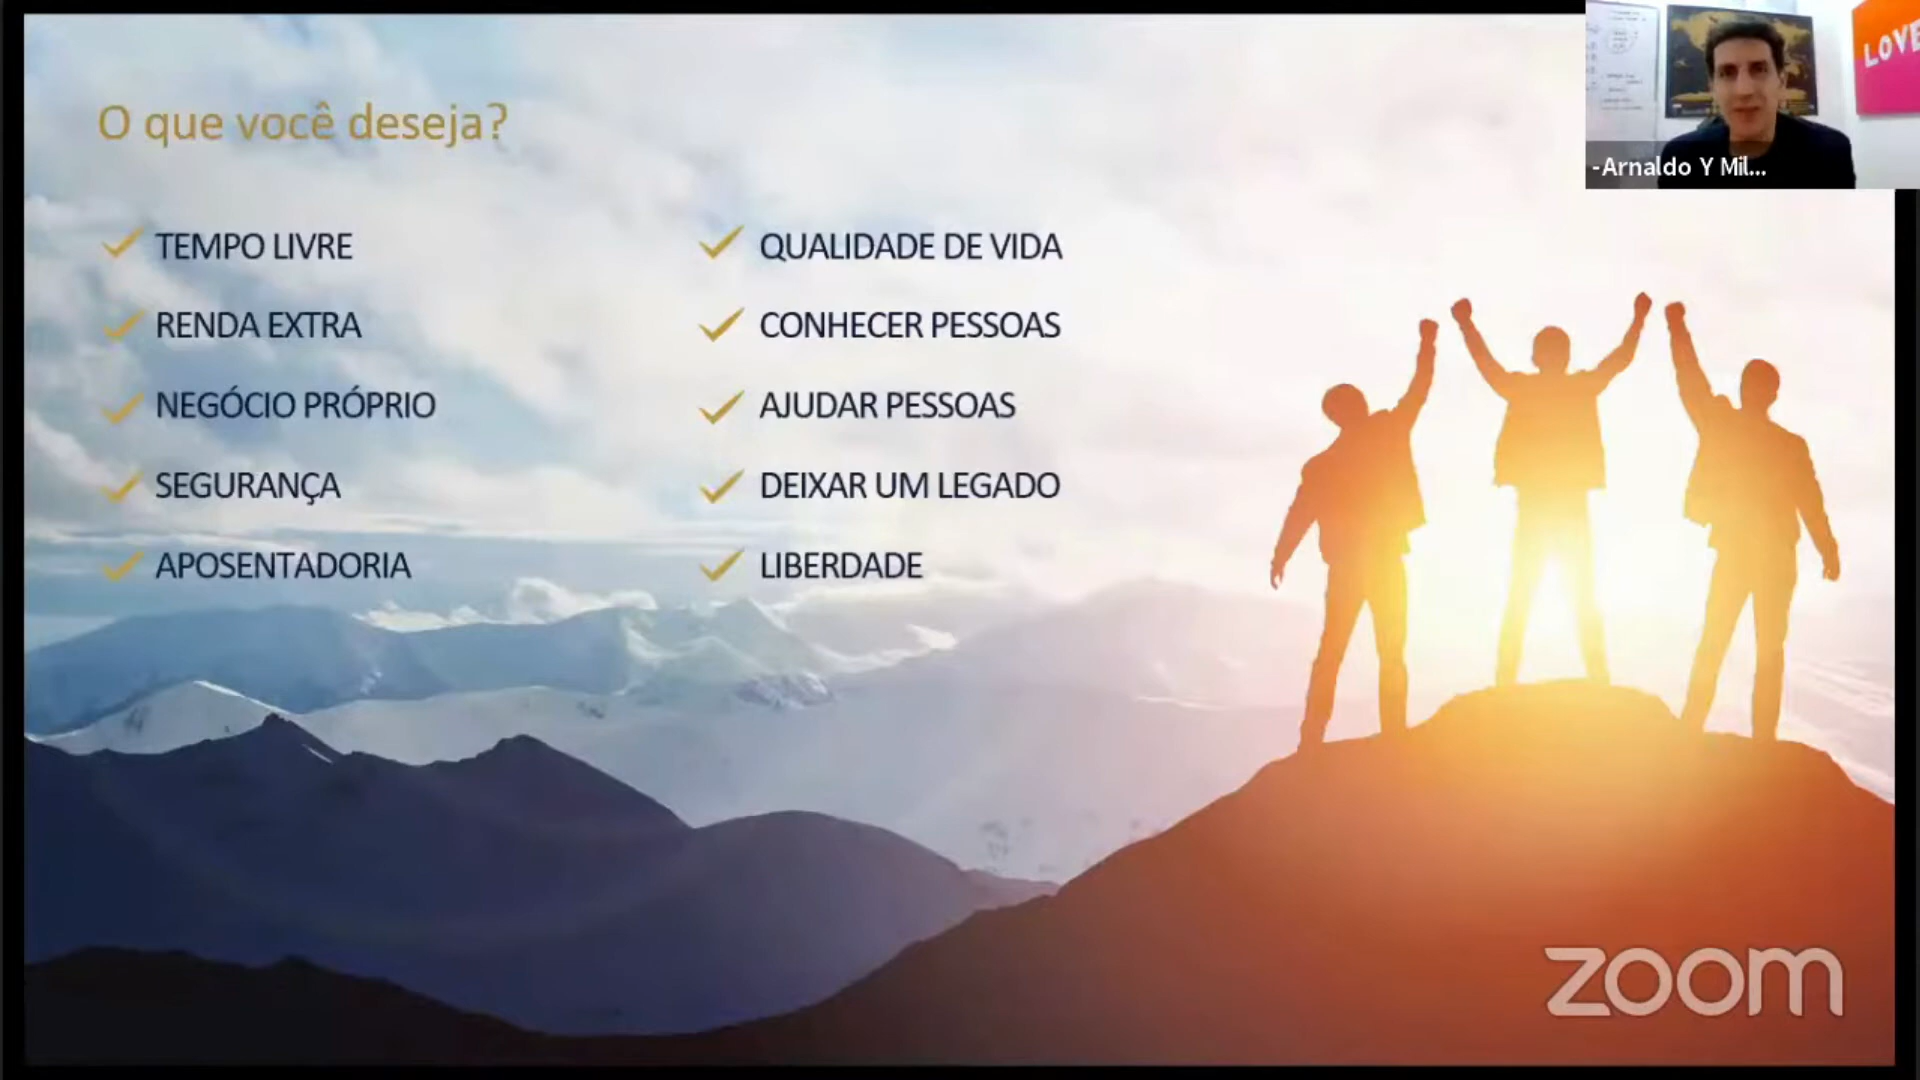 O que você deseja?
TEMPO LIVRE
RENDA EXTRA
NEGÓCIO PRÓPRIO
SEGURANÇA
APOSENTADORIA
QUALIDADE DE VIDA
CONHECER PESSOAS
AJUDAR PESSOAS
DEIXAR UM LEGADO
LIBERDADE
LOVE
-Arnaldo Y Mil...
zoom